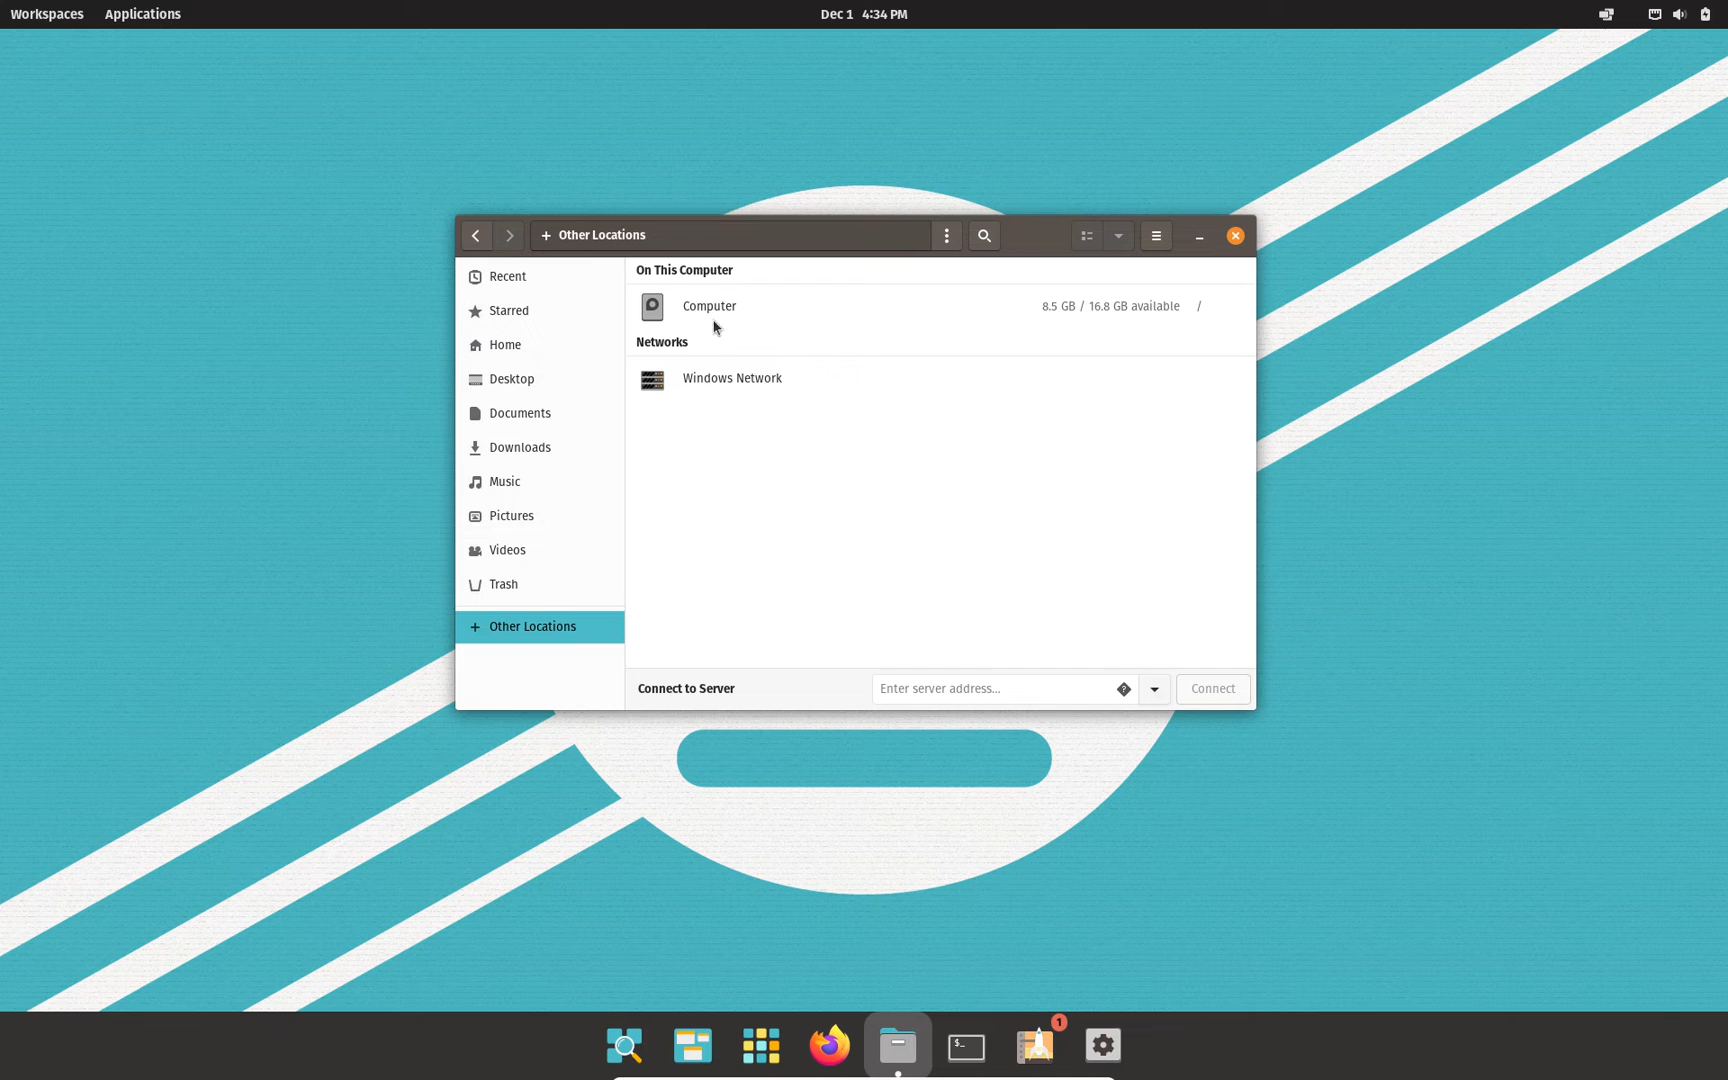 Workspaces Applications Dec 1 4:34 PM
+ Other Locations
Recent
Starred
Home
Desktop
Documents
Downloads
Music
Pictures
Videos
Trash
+ Other Locations
On This Computer
Computer 8.5 GB / 16.8 GB available /
Networks
Windows Network
Connect to Server Enter server address... ? Connect
$_
1